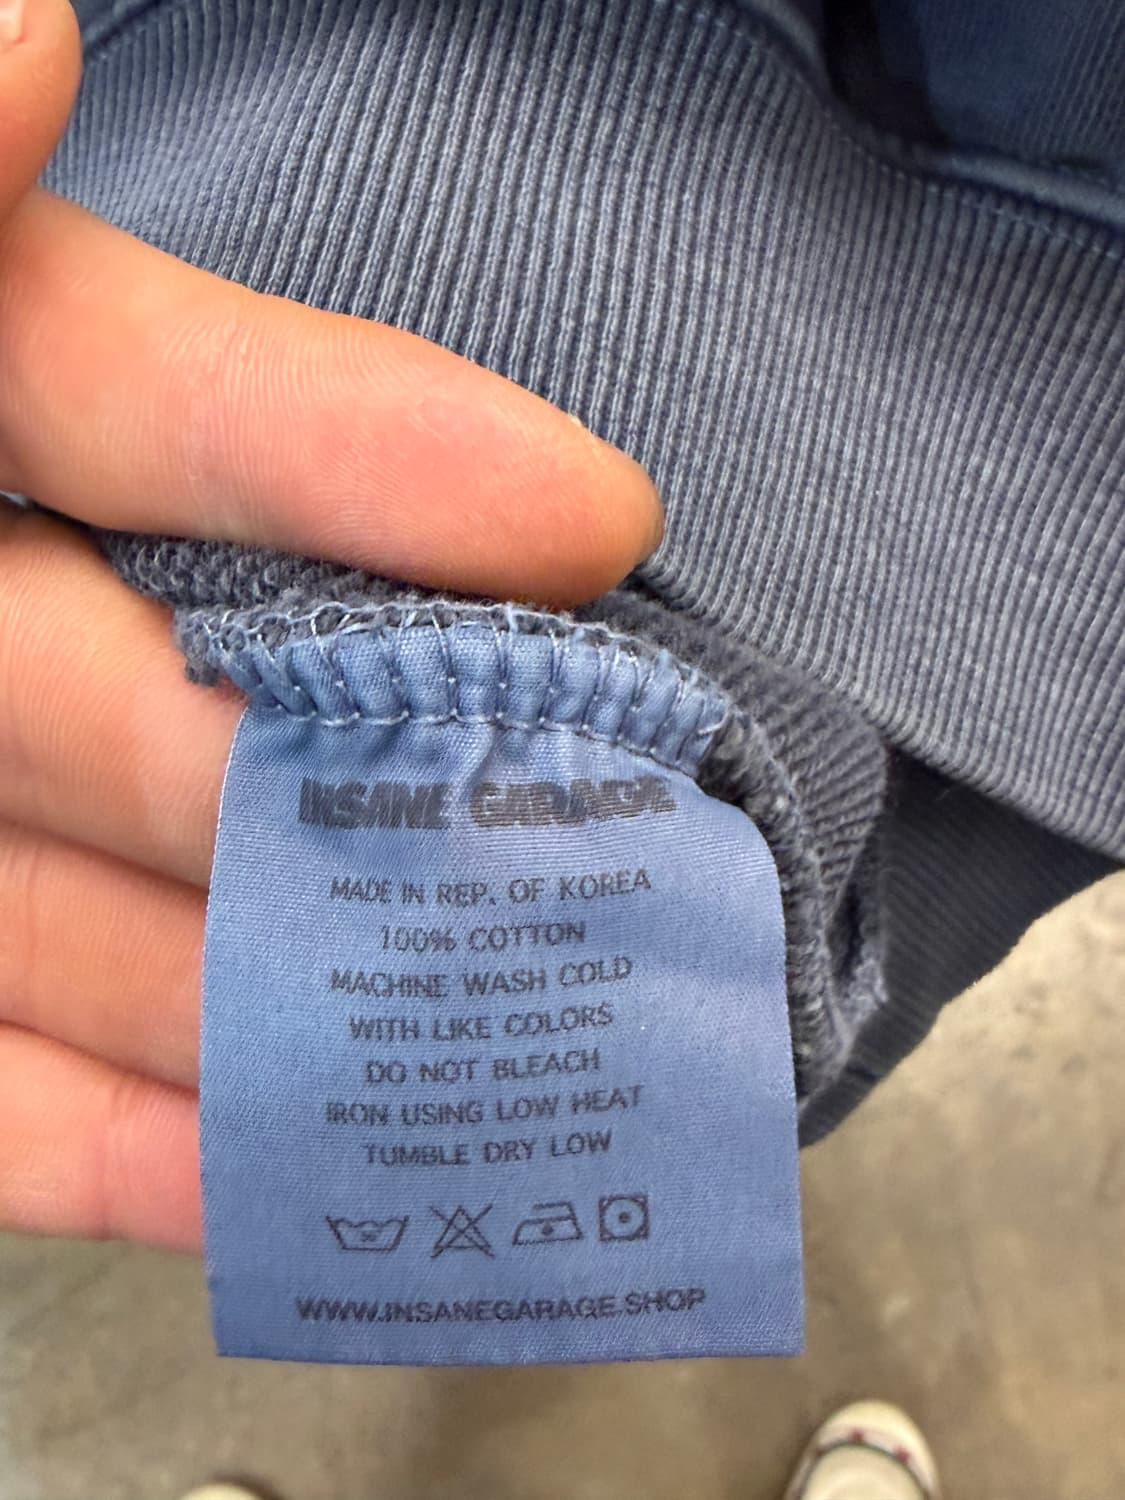 INSANE GARAGE
MADE IN REP. OF KOREA
100% COTTON
MACHINE WASH COLD
WITH LIKE COLORS
DO NOT BLEACH
IRON USING LOW HEAT
TUMBLE DRY LOW
WWW.INSANEGARAGE.SHOP